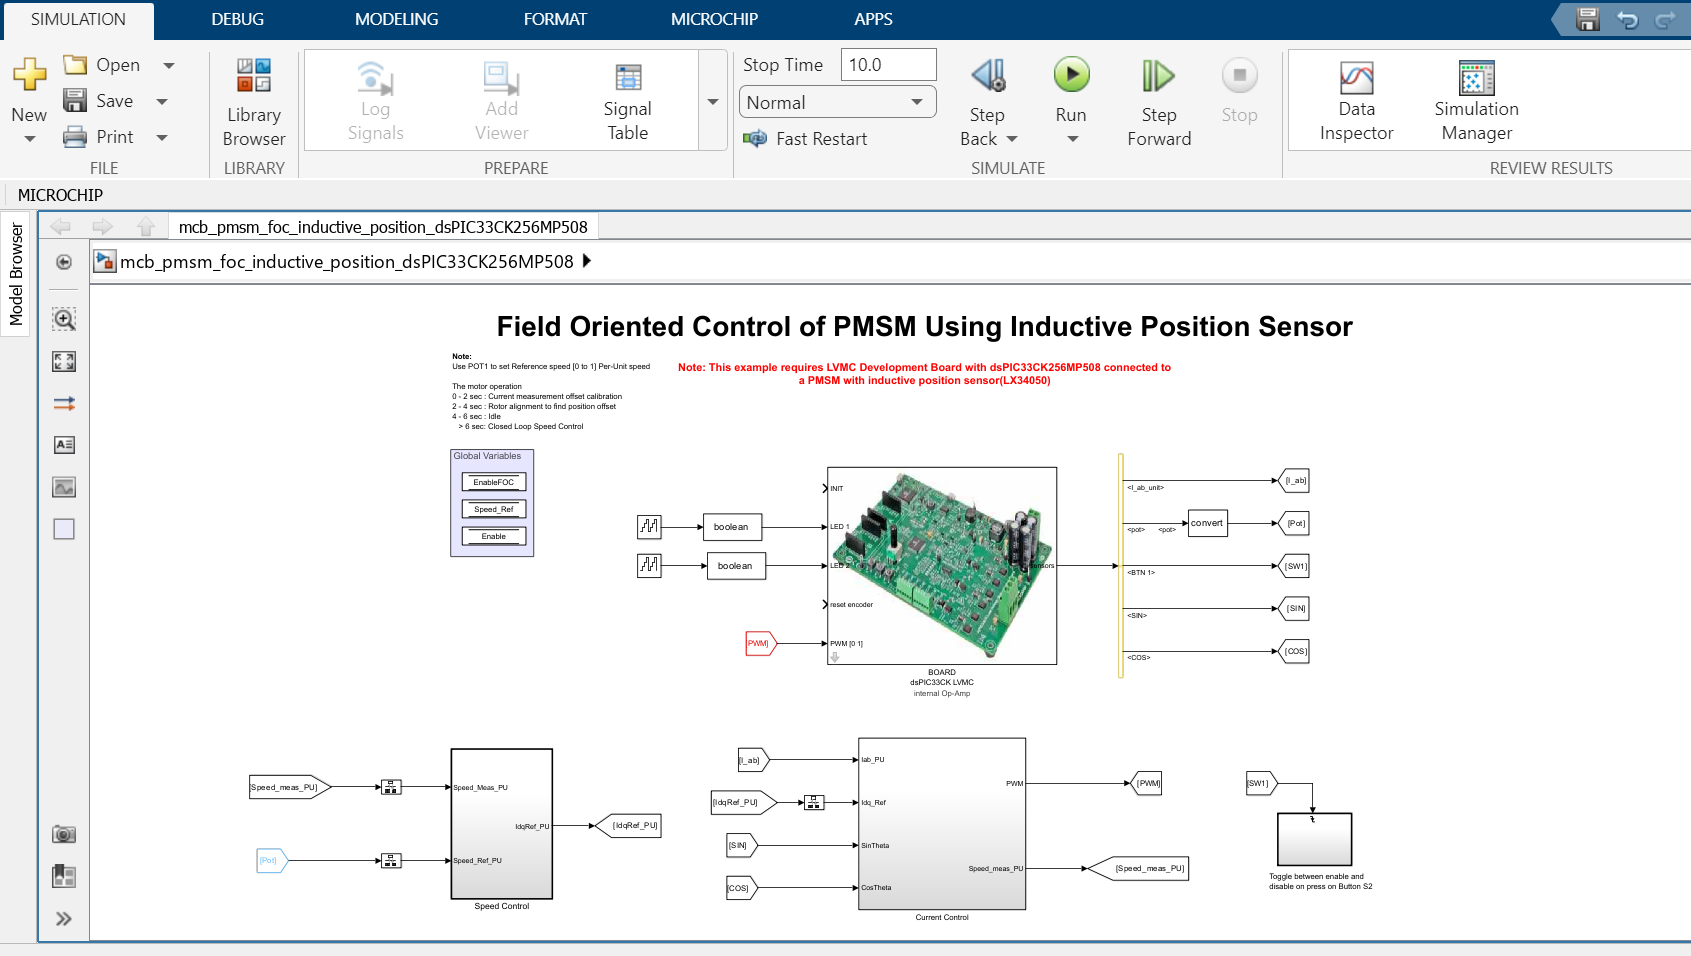 SIMULATION
DEBUG
MODELING
FORMAT
MICROCHIP
APPS
New
Open
Save
Print
FILE
Library
Browser
LIBRARY
Log
Signals
Add
Viewer
Signal
Table
PREPARE
Stop Time
10.0
Normal
Fast Restart
Step
Back
Run
Step
Forward
Stop
SIMULATE
Data
Inspector
Simulation
Manager
REVIEW RESULTS
MICROCHIP
Model Browser
mcb_pmsm_foc_inductive_position_dsPIC33CK256MP508
mcb_pmsm_foc_inductive_position_dsPIC33CK256MP508
Field Oriented Control of PMSM Using Inductive Position Sensor
Note:
Use POT1 to set Reference speed [0 to 1] Per-Unit speed
The motor operation
0 - 2 sec : Current measurement offset calibration
2 - 4 sec : Rotor alignment to find position offset
4 - 6 sec : Idle
> 6 sec: Closed Loop Speed Control
Note: This example requires LVMC Development Board with dsPIC33CK256MP508 connected to
a PMSM with inductive position sensor(LX34050)
Global Variables
EnableFOC
Speed_Ref
Enable
boolean
boolean
PWM]
INIT
LED 1
LED 2
reset encoder
PWM [0 1]
sensors
BOARD
dsPIC33CK LVMC
internal Op-Amp
<I_ab_unit>
[I_ab]
<pot>
<pot>
convert
[Pot]
<BTN 1>
[SW1]
<SIN>
[SIN]
<COS>
[COS]
[Speed_meas_PU]
[Pot]
Speed_Meas_PU
IdqRef_PU
Speed_Ref_PU
[IdqRef_PU]
Speed Control
[I_ab]
[IdqRef_PU]
[SIN]
[COS]
Iab_PU
Idq_Ref
SinTheta
CosTheta
PWM
Speed_meas_PU
[PWM]
[Speed_meas_PU]
Current Control
[SW1]
Toggle between enable and
disable on press on Button S2